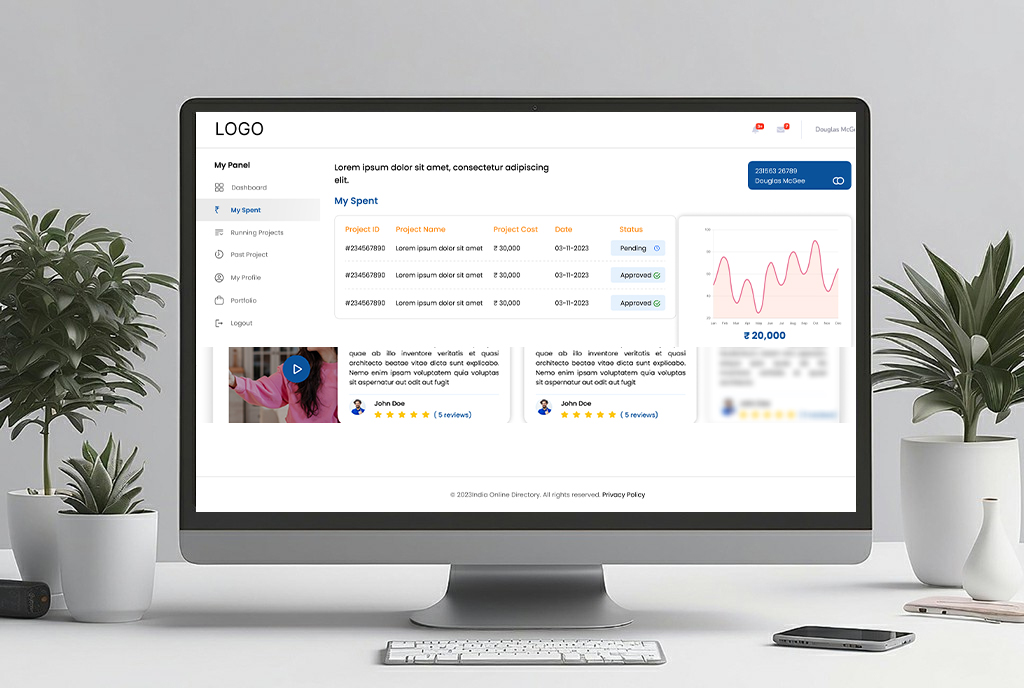 LOGO
Douglas McGe
My Panel
Dashboard
₹ My Spent
Running Projects
Past Project
My Profile
Portfolio
Logout
Lorem ipsum dolor sit amet, consectetur adipiscing
elit.
231563 26789
Douglas McGee
My Spent
Project ID Project Name Project Cost Date Status
#234567890 Lorem ipsum dolor sit amet ₹ 30,000 03-11-2023 Pending
#234567890 Lorem ipsum dolor sit amet ₹ 30,000 03-11-2023 Approved
#234567890 Lorem ipsum dolor sit amet ₹ 30,000 03-11-2023 Approved
₹ 20,000
quae ab illo inventore veritatis et quasi
architecto beatae vitae dicta sunt explicabo.
Nemo enim ipsam voluptatem quia voluptas
sit aspernatur aut odit aut fugit
John Doe
( 5 reviews)
quae ab illo inventore veritatis et quasi
architecto beatae vitae dicta sunt explicabo.
Nemo enim ipsam voluptatem quia voluptas
sit aspernatur aut odit aut fugit
John Doe
( 5 reviews)
© 2023India Online Directory. All rights reserved. Privacy Policy